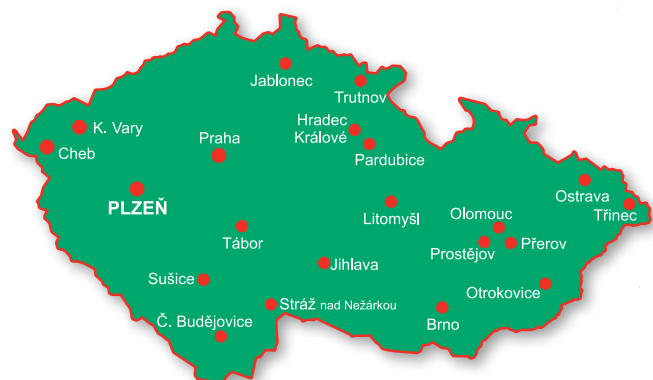 Jablonec
Trutnov
K. Vary
Hradec
Králové
Praha
Cheb
Pardubice
Ostrava
PLZEŇ
Třinec
Litomyšl
Olomouc
Tábor
Prostějov
Přerov
Jihlava
Sušice
Otrokovice
Stráž nad Nežárkou
Č. Budějovice
Brno